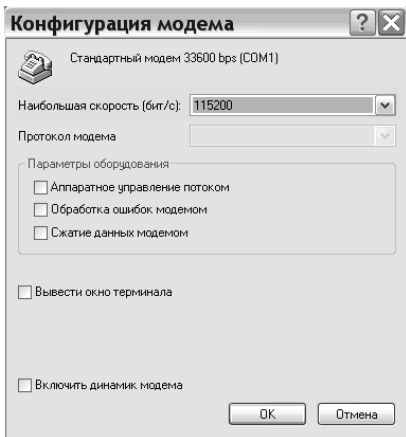 Конфигурация модема
Стандартный модем 33600 bps (COM1)
Наибольшая скорость (бит/с): 115200
Протокол модема
Параметры оборудования
Аппаратное управление потоком
Обработка ошибок модемом
Сжатие данных модемом
Вывести окно терминала
Включить динамик модема
OK Отмена